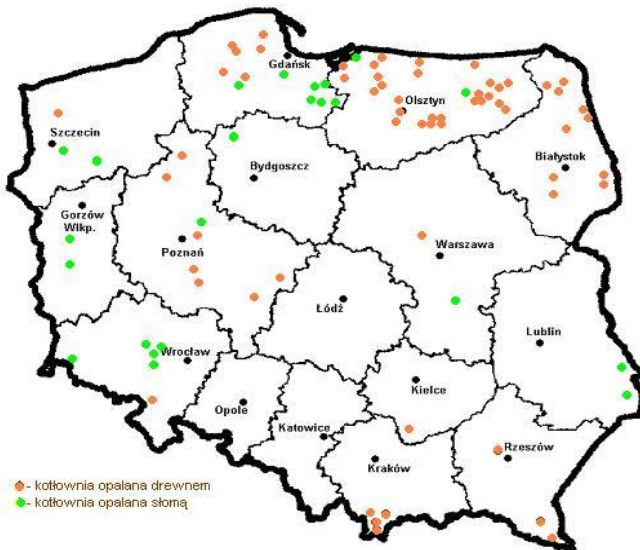 Gdańsk
Olsztyn
Szczecin
Białystok
Bydgoszcz
Gorzów
Wlkp.
Poznań
Warszawa
Łódź
Lublin
Wrocław
Kielce
Opole
Katowice
Rzeszów
Kraków
- kotłownia opalana drewnem
- kotłownia opalana słomą